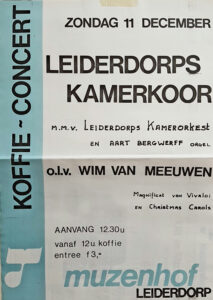 KOFFIE-CONCERT
ZONDAG 11 DECEMBER
LEIDERDORPS
KAMERKOOR
m.m.v. LEIDERDORPS KAMERORKEST
EN AART BERGWERFF ORGEL
o.l.v. WIM VAN MEEUWEN
Magnificat van Vivaldi
en Christmas Carols
AANVANG 12.30u
vanaf 12u koffie
entree f3,=
muzenhof
LEIDERDORP